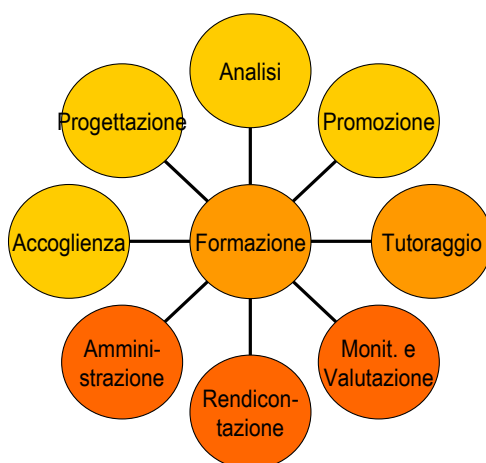 Analisi
Progettazione
Promozione
Accoglienza
Formazione
Tutoraggio
Ammini-
strazione
Monit. e
Valutazione
Rendicon-
tazione